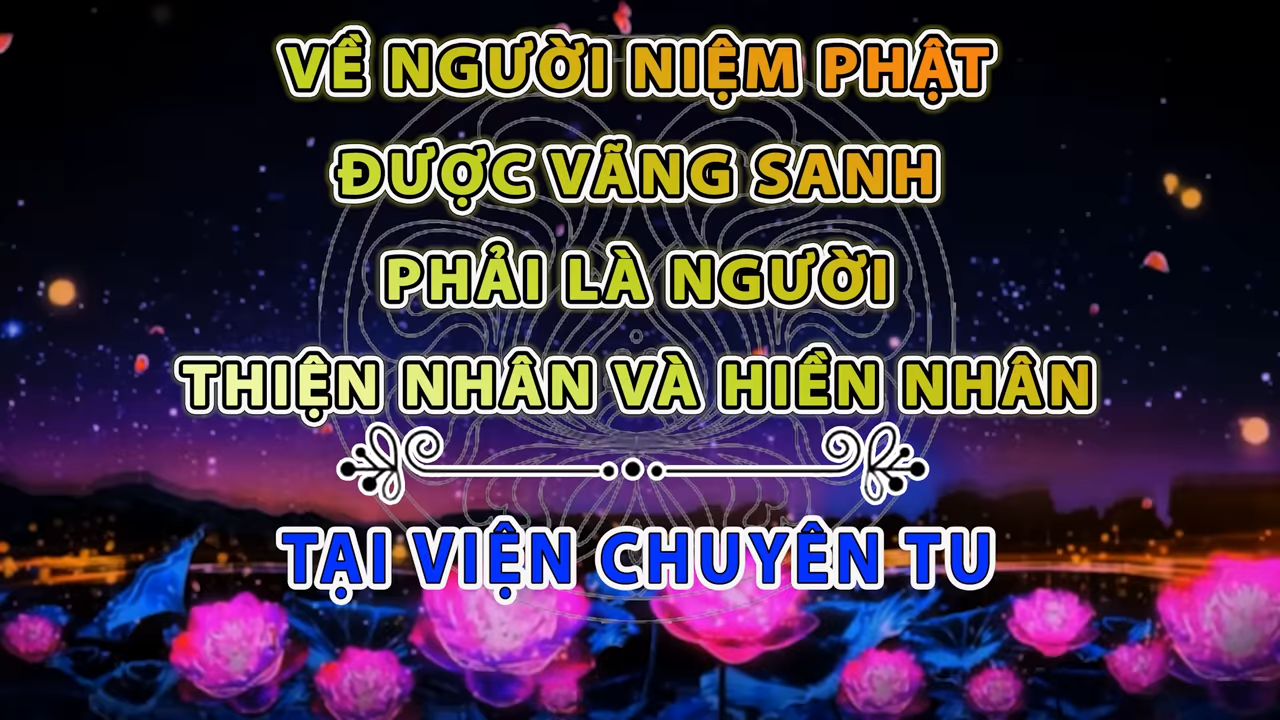 VỀ NGƯỜI NIỆM PHẬT
ĐƯỢC VÃNG SANH
PHẢI LÀ NGƯỜI
THIỆN NHÂN VÀ HIỀN NHÂN
TẠI VIỆN CHUYÊN TU